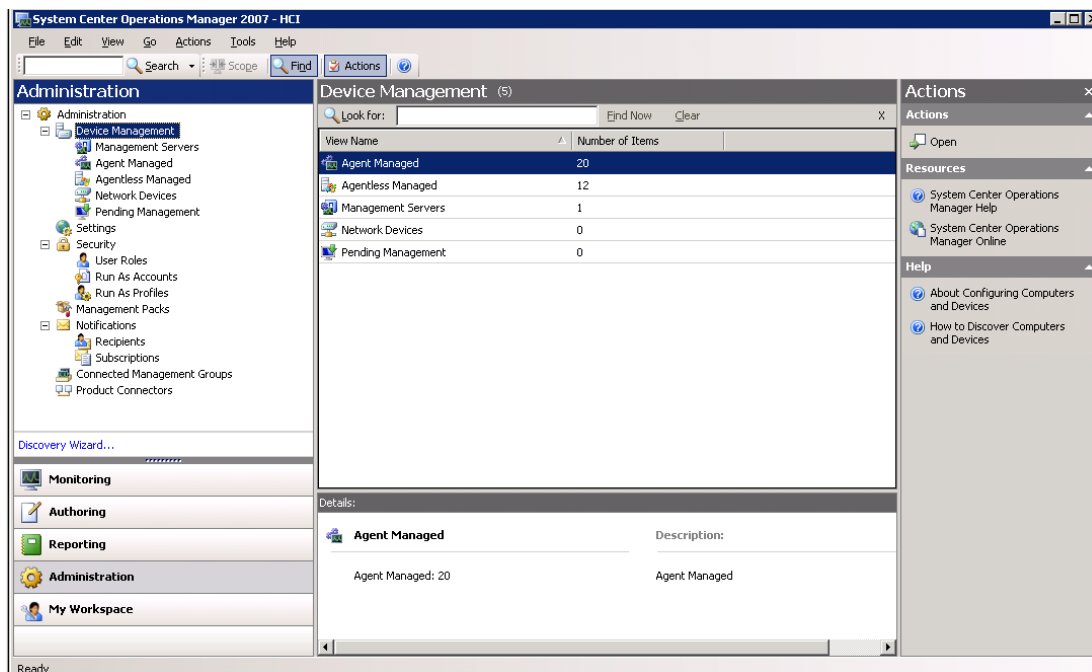 System Center Operations Manager 2007 - HCI
File Edit View Go Actions Tools Help
Search Scope Find Actions
Administration
Administration
Device Management
Management Servers
Agent Managed
Agentless Managed
Network Devices
Pending Management
Settings
Security
User Roles
Run As Accounts
Run As Profiles
Management Packs
Notifications
Recipients
Subscriptions
Connected Management Groups
Product Connectors
Discovery Wizard...
Monitoring
Authoring
Reporting
Administration
My Workspace
Ready
Device Management (5)
Look for: Find Now Clear X
View Name Number of Items
Agent Managed 20
Agentless Managed 12
Management Servers 1
Network Devices 0
Pending Management 0
Details:
Agent Managed Description:
Agent Managed: 20 Agent Managed
Actions
Actions
Open
Resources
System Center Operations
Manager Help
System Center Operations
Manager Online
Help
About Configuring Computers
and Devices
How to Discover Computers
and Devices